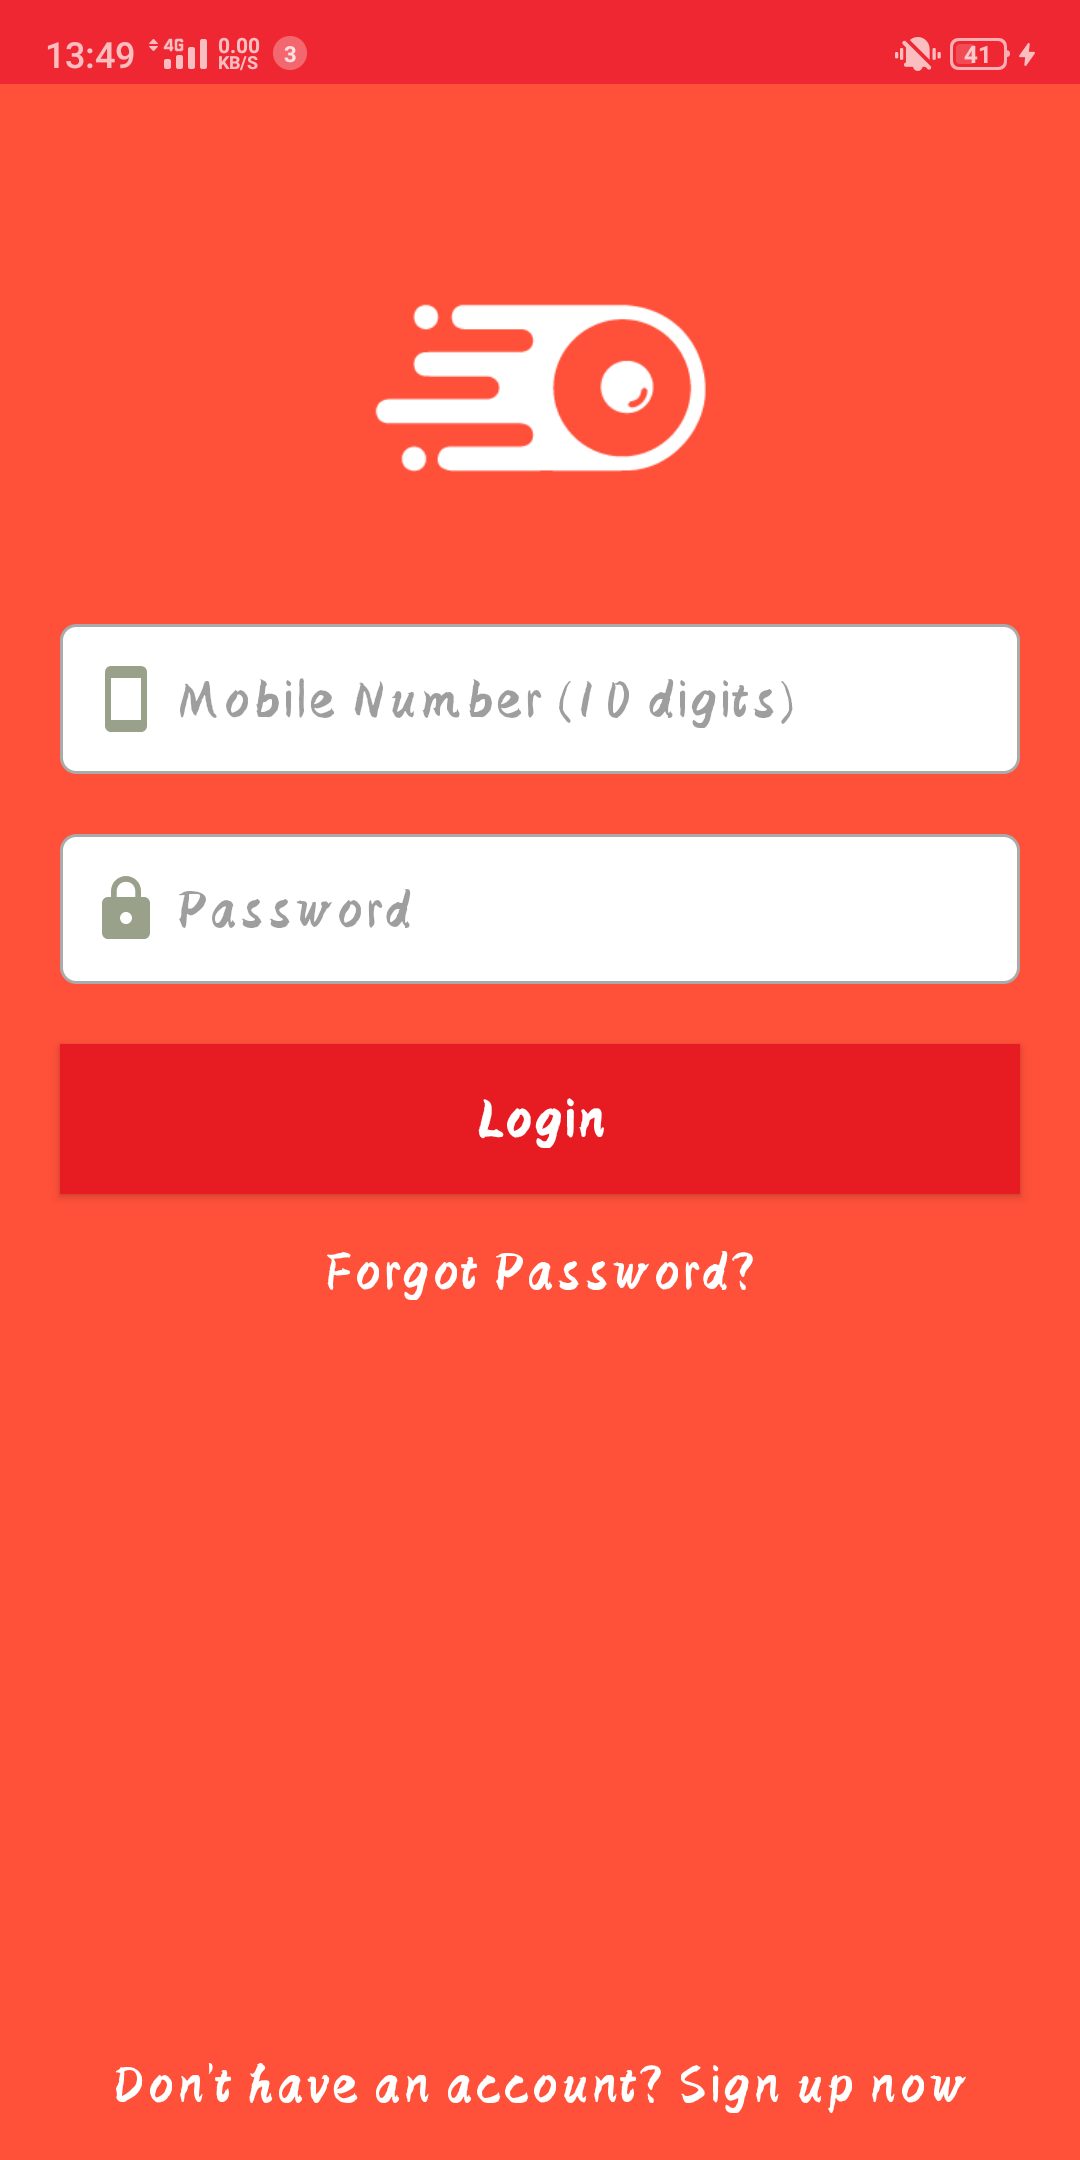 13:49 4G 0.00 KB/S 3 41
Mobile Number (10 digits)
Password
Login
Forgot Password?
Don't have an account? Sign up now